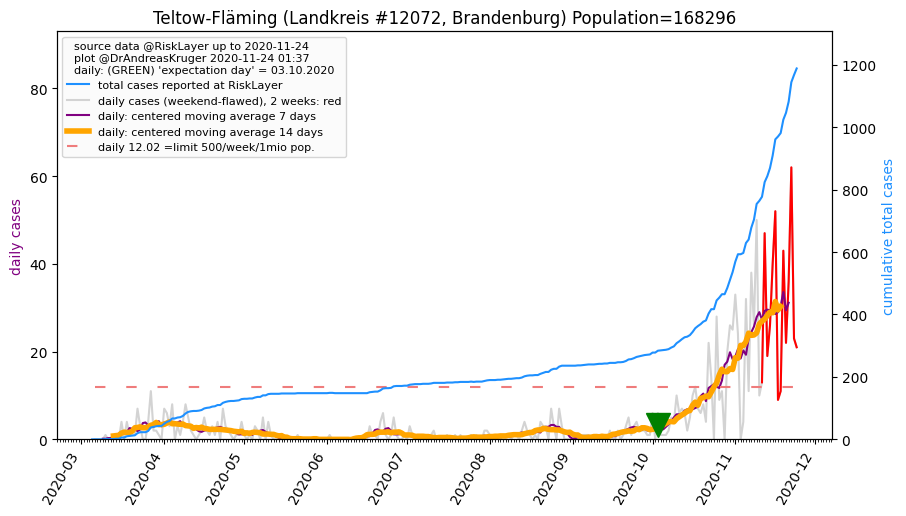 Teltow-Fläming (Landkreis #12072, Brandenburg) Population=168296
source data @RiskLayer up to 2020-11-24
plot @DrAndreasKruger 2020-11-24 01:37
daily: (GREEN) 'expectation day' = 03.10.2020
total cases reported at RiskLayer
daily cases (weekend-flawed), 2 weeks: red
daily: centered moving average 7 days
daily: centered moving average 14 days
daily 12.02 =limit 500/week/1mio pop.
daily cases
80
60
40
20
0
cumulative total cases
1200
1000
800
600
400
200
0
2020-03
2020-04
2020-05
2020-06
2020-07
2020-08
2020-09
2020-10
2020-11
2020-12